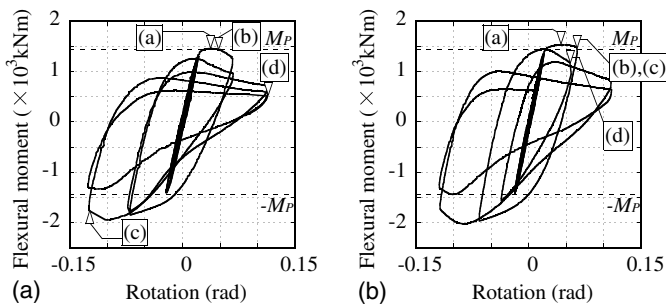 Flexural moment (×10³kNm)
2
1
0
-1
-2
(a)
(b)
M_P
(d)
-M_P
(c)
-0.15
0
0.15
Rotation (rad)
(a)
Flexural moment (×10³kNm)
2
1
0
-1
-2
(a)
M_P
(b),(c)
(d)
-M_P
-0.15
0
0.15
Rotation (rad)
(b)